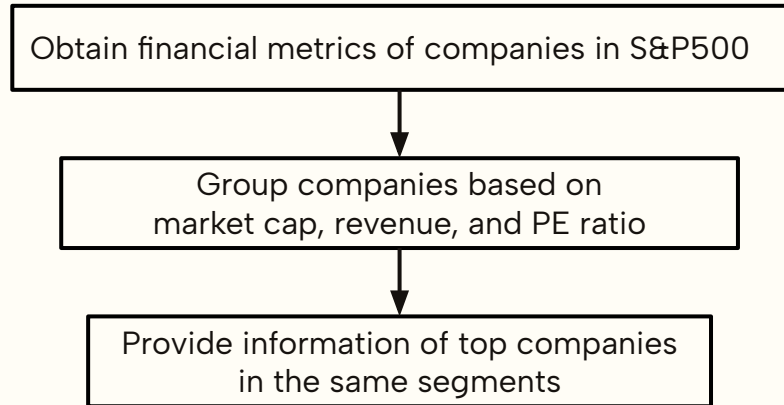 Obtain financial metrics of companies in S&P500
Group companies based on
market cap, revenue, and PE ratio
Provide information of top companies
in the same segments